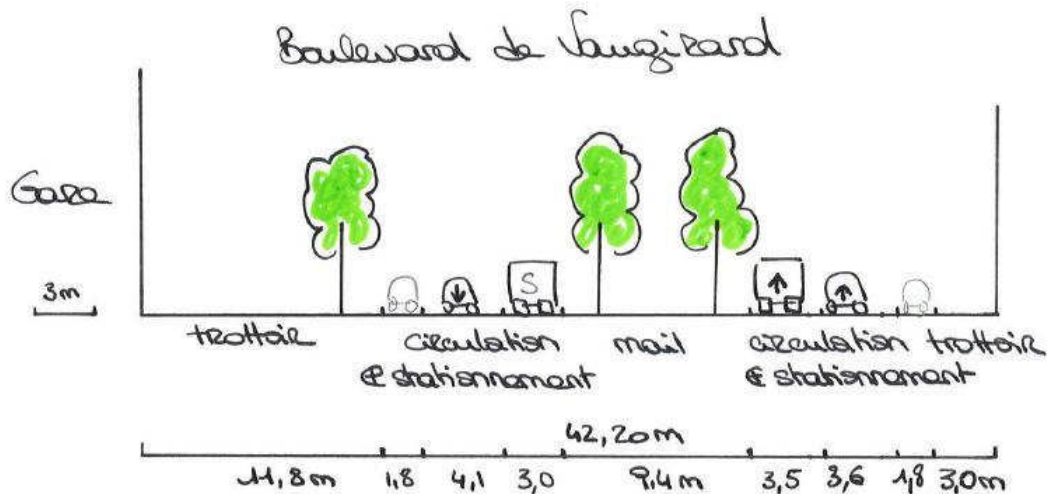 Boulevard de Vaugirard
Gare
3m
S
trottoir circulation mail circulation trottoir
& stationnement & stationnement
42,20m
11,8m 1,8 4,1 3,0 9,4m 3,5 3,6 1,8 3,0m